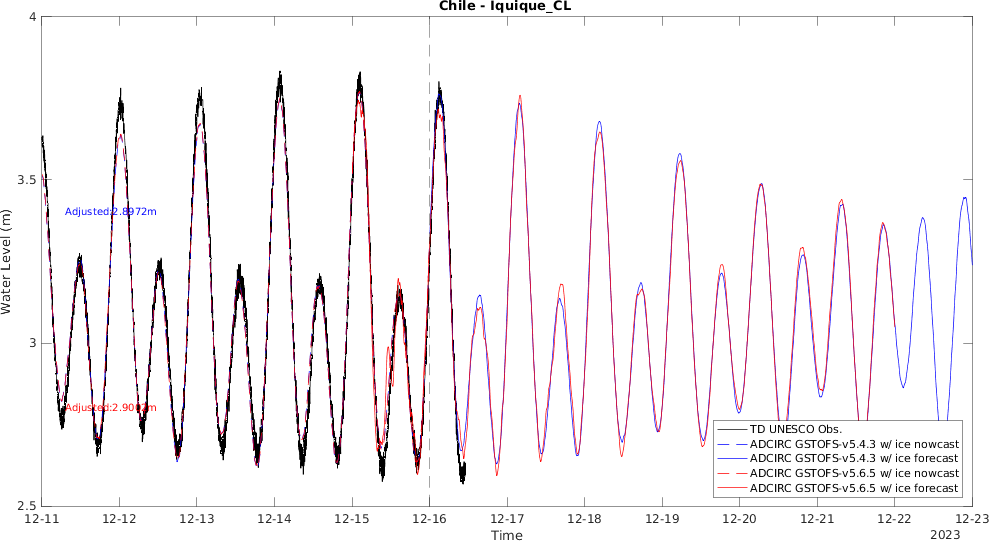 Chile - Iquique_CL
4
3.5
3
2.5
Water Level (m)
Adjusted:2.8972m
TD UNESCO Obs.
ADCIRC GSTOFS-v5.4.3 w/ ice nowcast
ADCIRC GSTOFS-v5.4.3 w/ ice forecast
ADCIRC GSTOFS-v5.6.5 w/ ice nowcast
ADCIRC GSTOFS-v5.6.5 w/ ice forecast
12-11 12-12 12-13 12-14 12-15 12-16 12-17 12-18 12-19 12-20 12-21 12-22 12-23
Time
2023